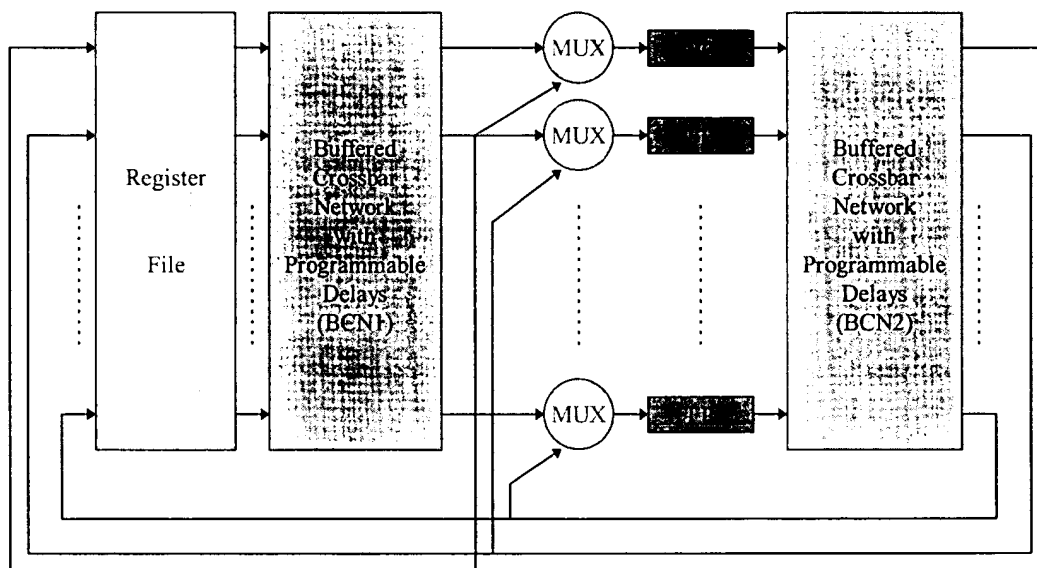 MUX
MUX
Register
File
Buffered
Crossbar
Network
with
Programmable
Delays
(BCN1)
Buffered
Crossbar
Network
with
Programmable
Delays
(BCN2)
MUX